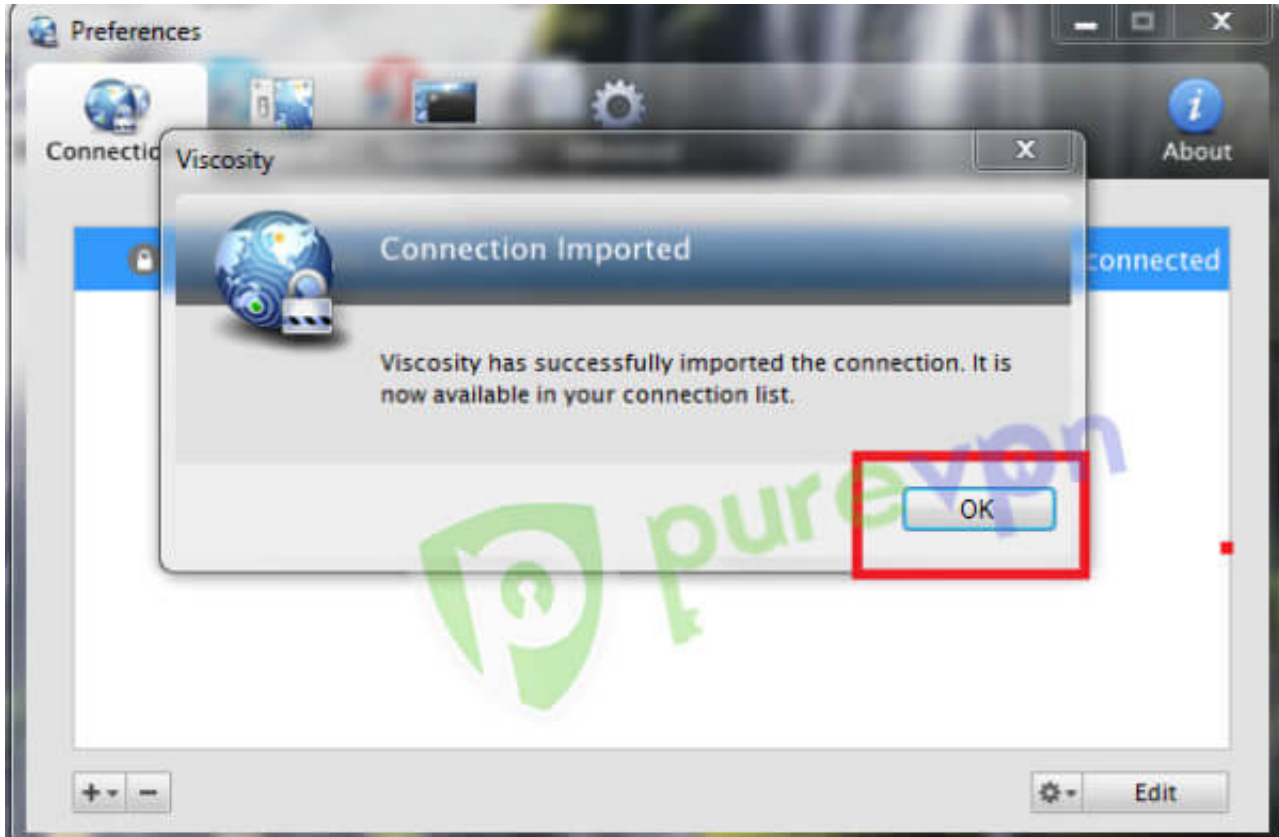 Preferences
Connectio
About
Viscosity
Connection Imported
connected
Viscosity has successfully imported the connection. It is
now available in your connection list.
OK
purevpn
Edit